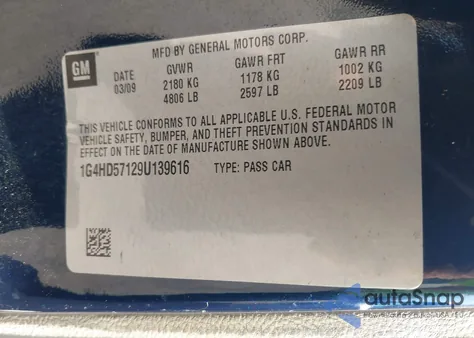 GM
MFD BY GENERAL MOTORS CORP.
DATE GVWR GAWR FRT GAWR RR
03/09 2180 KG 1178 KG 1002 KG
4806 LB 2597 LB 2209 LB
THIS VEHICLE CONFORMS TO ALL APPLICABLE U.S. FEDERAL MOTOR
VEHICLE SAFETY, BUMPER, AND THEFT PREVENTION STANDARDS IN
EFFECT ON THE DATE OF MANUFACTURE SHOWN ABOVE.
1G4HD57129U139616 TYPE: PASS CAR
autoSnap